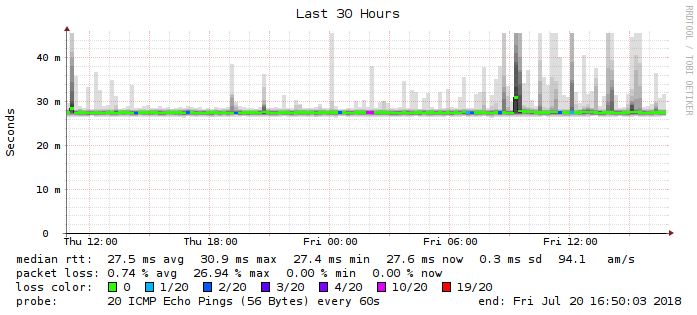 Last 30 Hours
RRDTOOL / TOBI OETIKER
Seconds
40 m
30 m
20 m
10 m
0
Thu 12:00 Thu 18:00 Fri 00:00 Fri 06:00 Fri 12:00
median rtt: 27.5 ms avg 30.9 ms max 27.4 ms min 27.6 ms now 0.3 ms sd 94.1 am/s
packet loss: 0.74 % avg 26.94 % max 0.00 % min 0.00 % now
loss color: 0 1/20 2/20 3/20 4/20 10/20 19/20
probe: 20 ICMP Echo Pings (56 Bytes) every 60s end: Fri Jul 20 16:50:03 2018